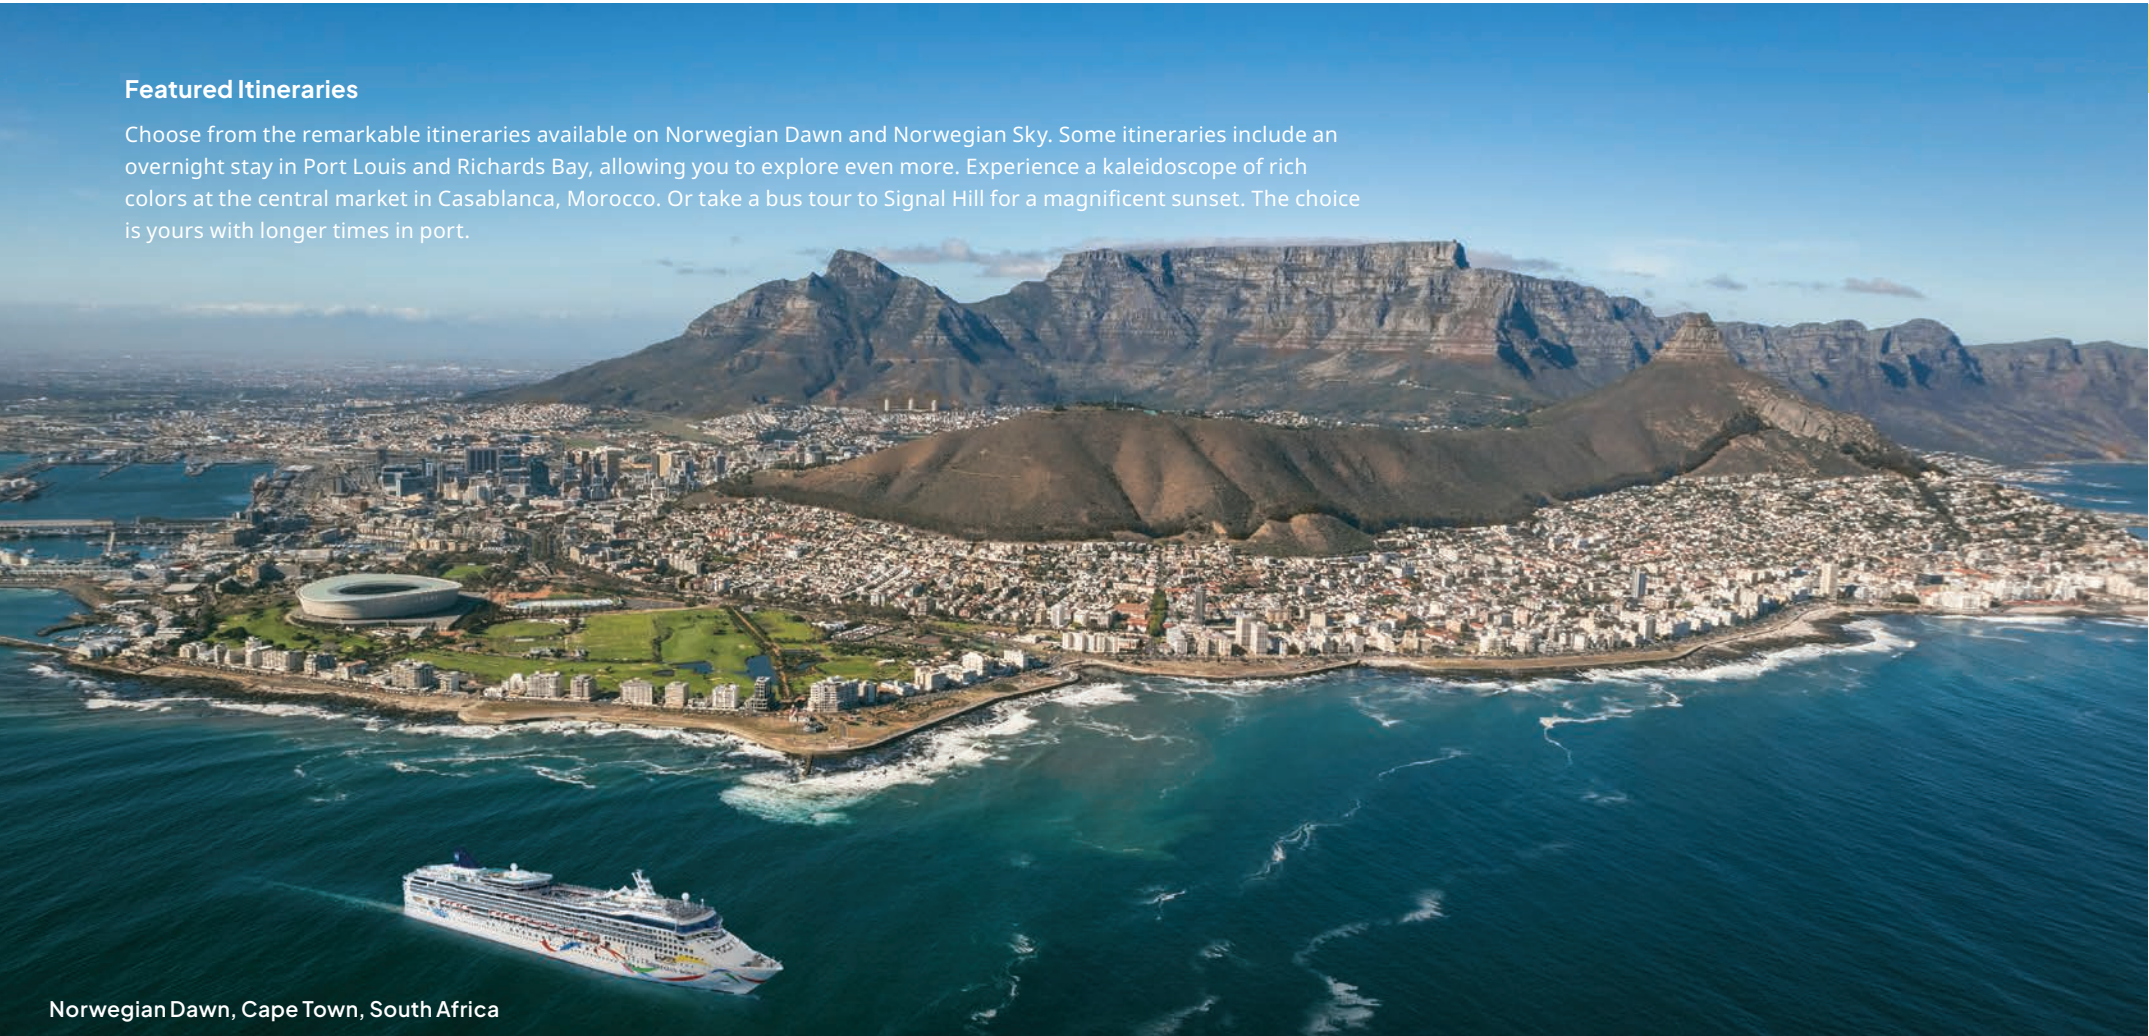 Featured Itineraries
Choose from the remarkable itineraries available on Norwegian Dawn and Norwegian Sky. Some itineraries include an
overnight stay in Port Louis and Richards Bay, allowing you to explore even more. Experience a kaleidoscope of rich
colors at the central market in Casablanca, Morocco. Or take a bus tour to Signal Hill for a magnificent sunset. The choice
is yours with longer times in port.
Norwegian Dawn, Cape Town, South Africa